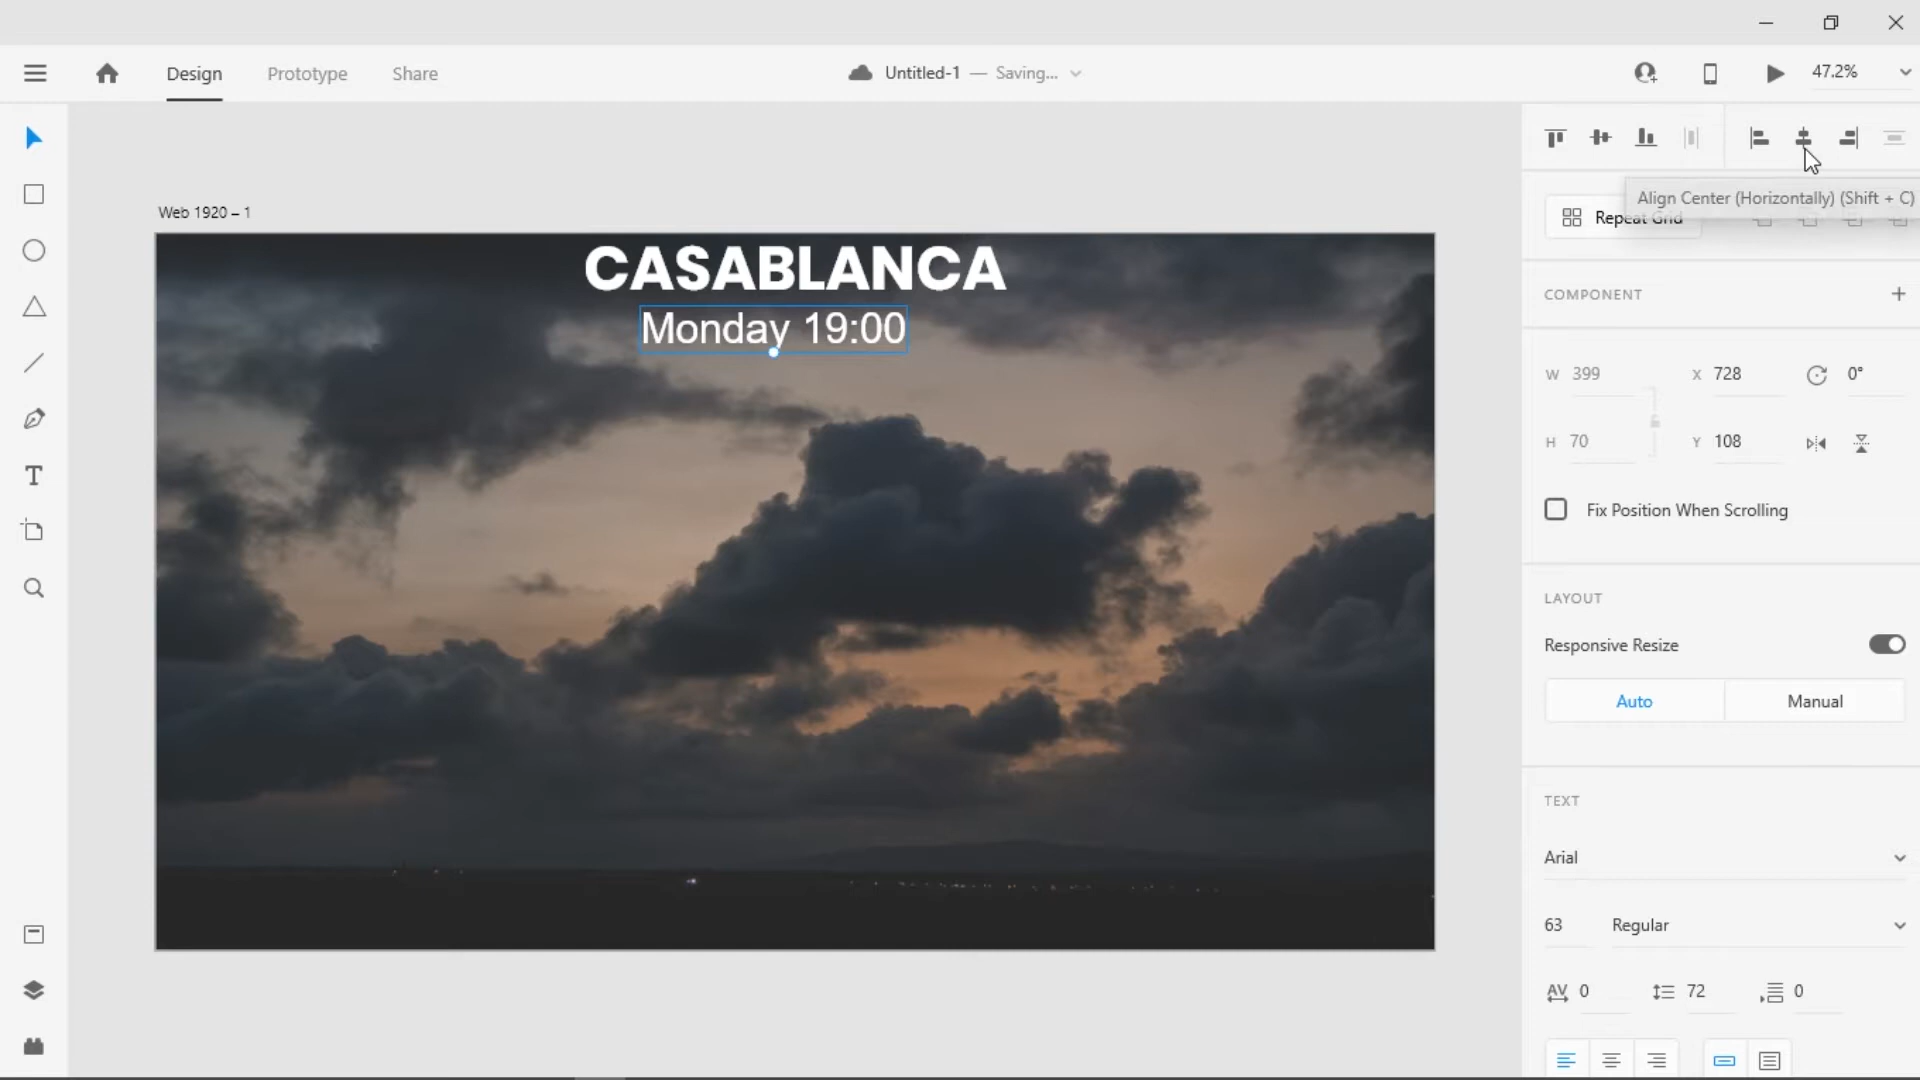 Design Prototype Share Untitled-1 — Saving... 47.2%
Align Center (Horizontally) (Shift + C)
Web 1920 – 1
Repeat Grid
CASABLANCA
Monday 19:00
COMPONENT
W 399 X 728 0°
H 70 Y 108
Fix Position When Scrolling
LAYOUT
Responsive Resize
Auto Manual
TEXT
Arial
63 Regular
AV 0 72 0